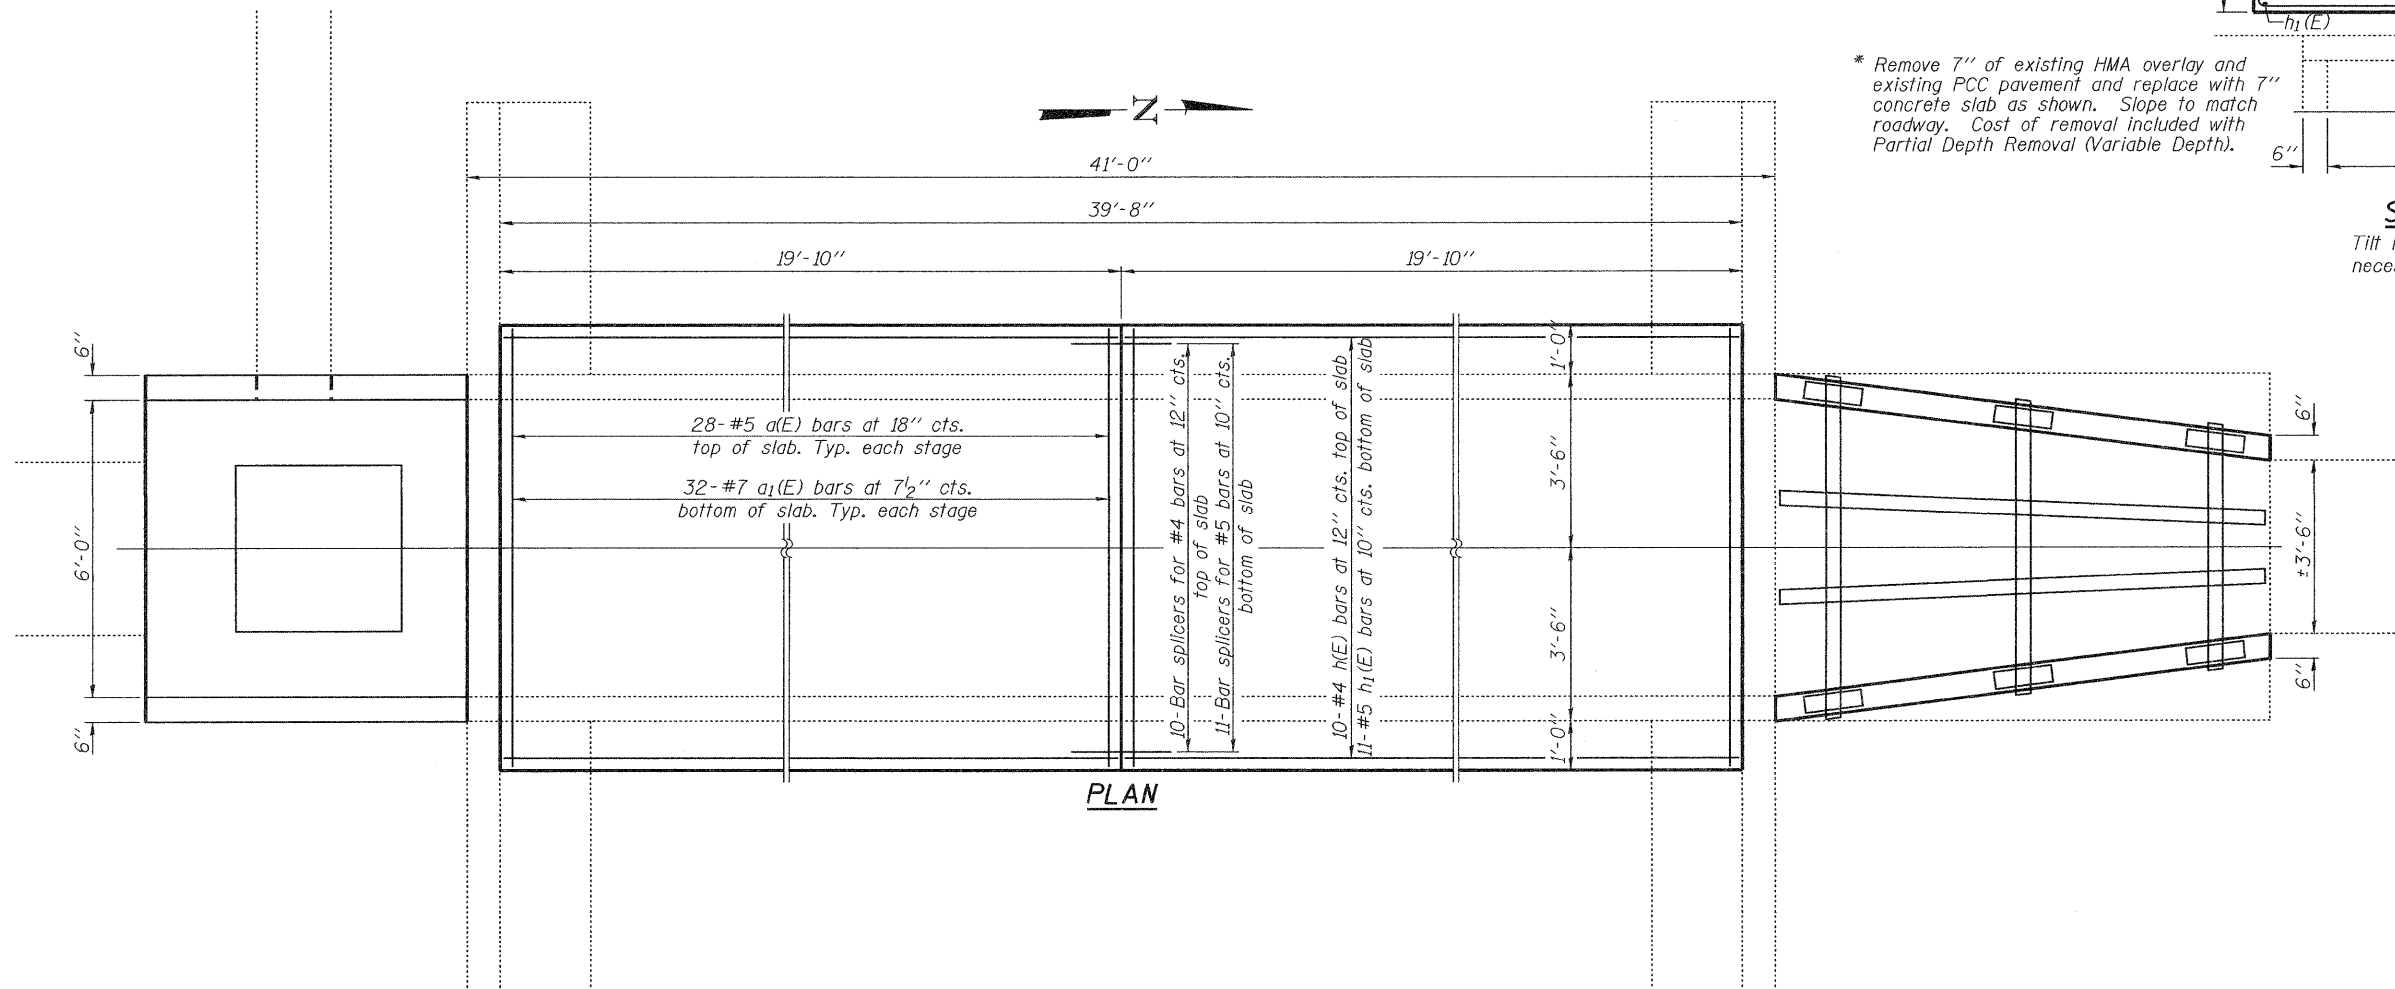 h₁(E)
* Remove 7" of existing HMA overlay and
existing PCC pavement and replace with 7"
concrete slab as shown. Slope to match
roadway. Cost of removal included with
Partial Depth Removal (Variable Depth).
6"
Tilt
N
41'-0"
39'-8"
19'-10"
19'-10"
6"
6'-0"
6"
28-#5 a(E) bars at 18" cts.
top of slab. Typ. each stage
32-#7 a₁(E) bars at 7½" cts.
bottom of slab. Typ. each stage
10-Bar splicers for #4 bars at 12" cts.
top of slab
11-Bar splicers for #5 bars at 10" cts.
bottom of slab
10-#4 h(E) bars at 12" cts. top of slab
11-#5 h₁(E) bars at 10" cts. bottom of slab
1'-0"
3'-6"
3'-6"
1'-0"
6"
±3'-6"
6"
PLAN